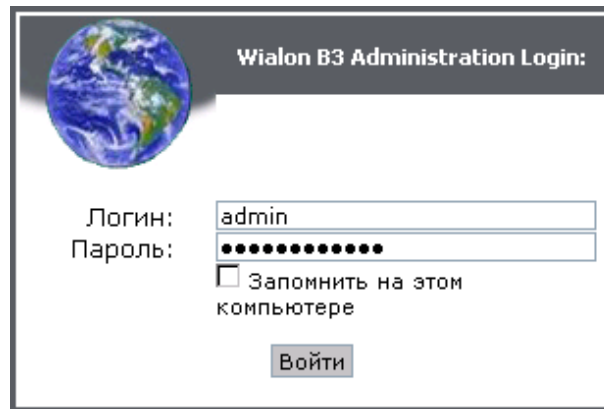 Wialon B3 Administration Login:
Логин: admin
Пароль: ●●●●●●●●●●●●
Запомнить на этом
компьютере
Войти